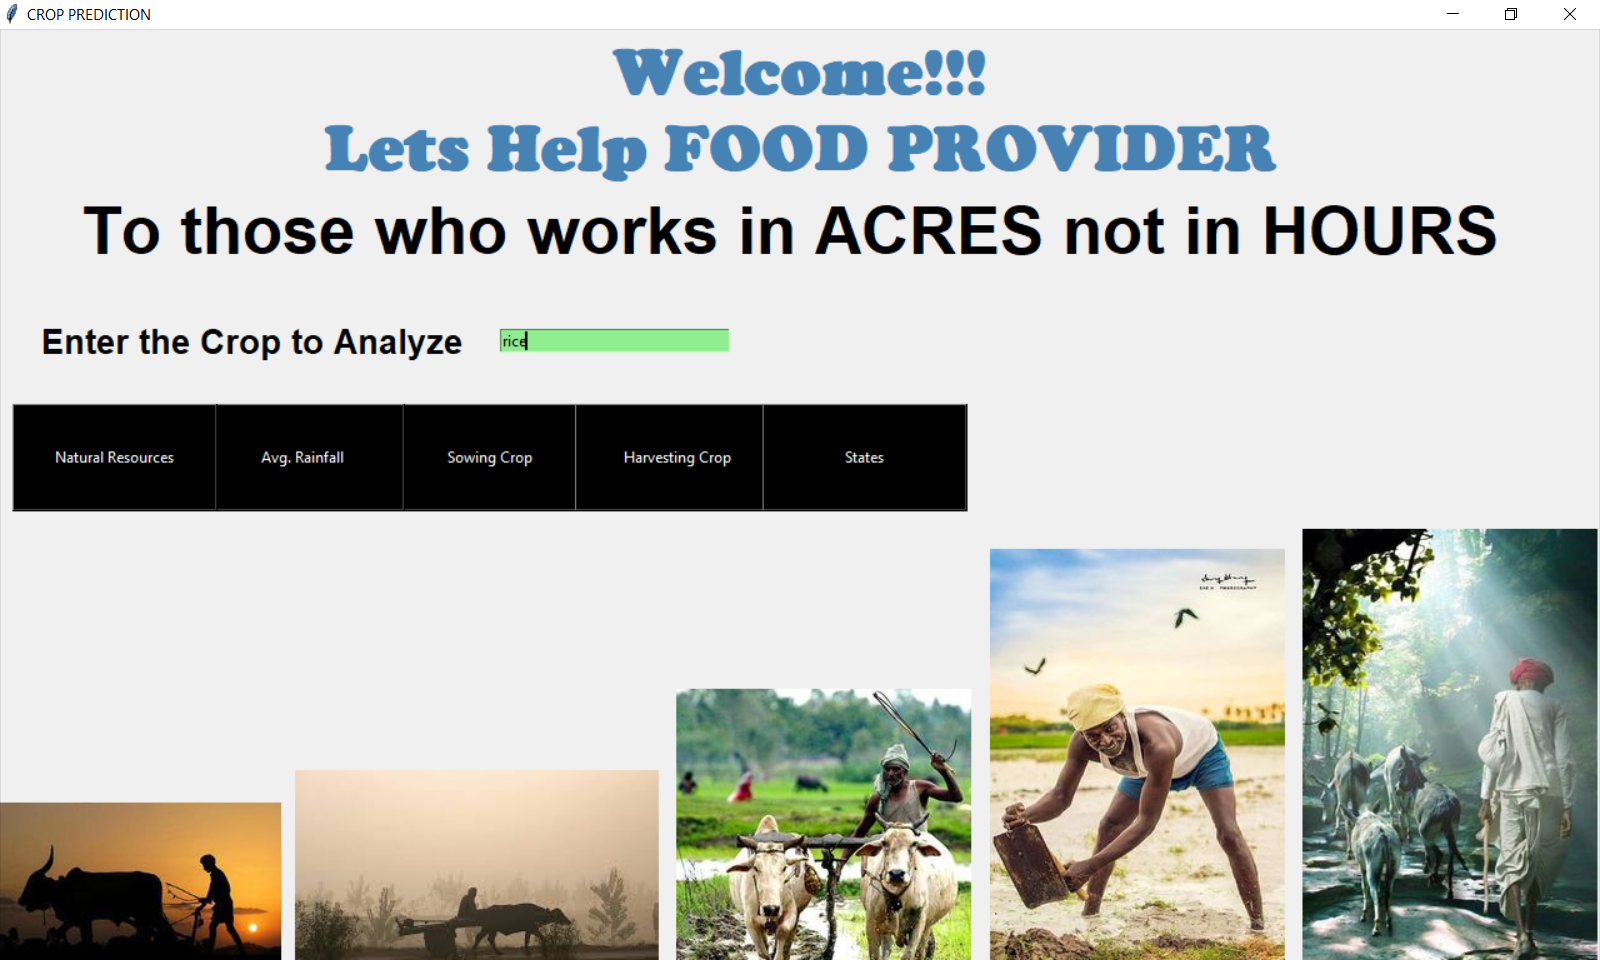 CROP PREDICTION
Welcome!!!
Lets Help FOOD PROVIDER
To those who works in ACRES not in HOURS
Enter the Crop to Analyze rice
Natural Resources Avg. Rainfall Sowing Crop Harvesting Crop States